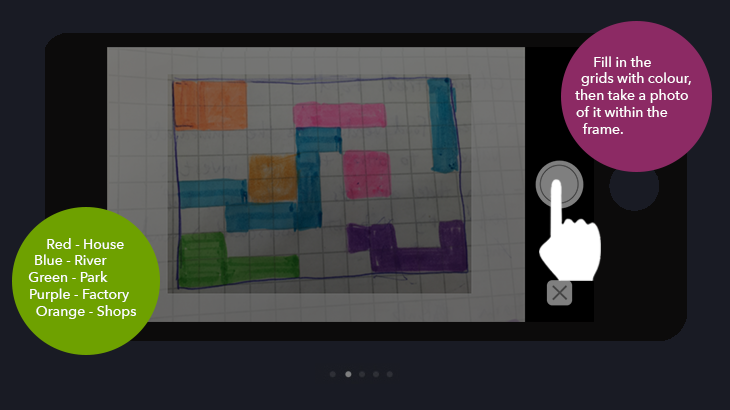 Fill in the
grids with colour,
then take a photo
of it within the
frame.
Red - House
Blue - River
Green - Park
Purple - Factory
Orange - Shops